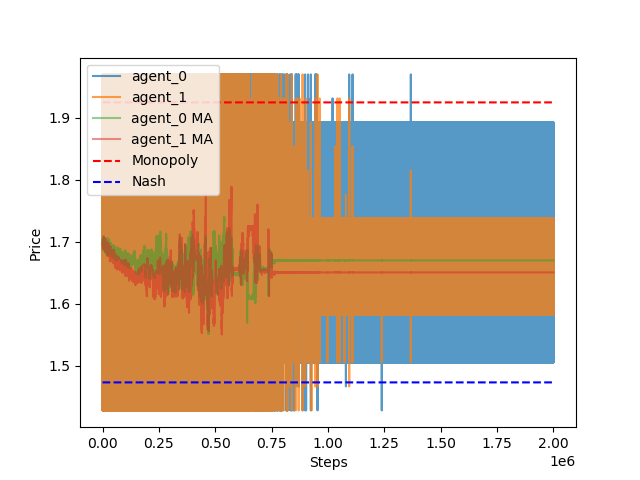 agent_0
agent_1
agent_0 MA
agent_1 MA
Monopoly
Nash
Price
1.9
1.8
1.7
1.6
1.5
0.00 0.25 0.50 0.75 1.00 1.25 1.50 1.75 2.00
Steps
1e6